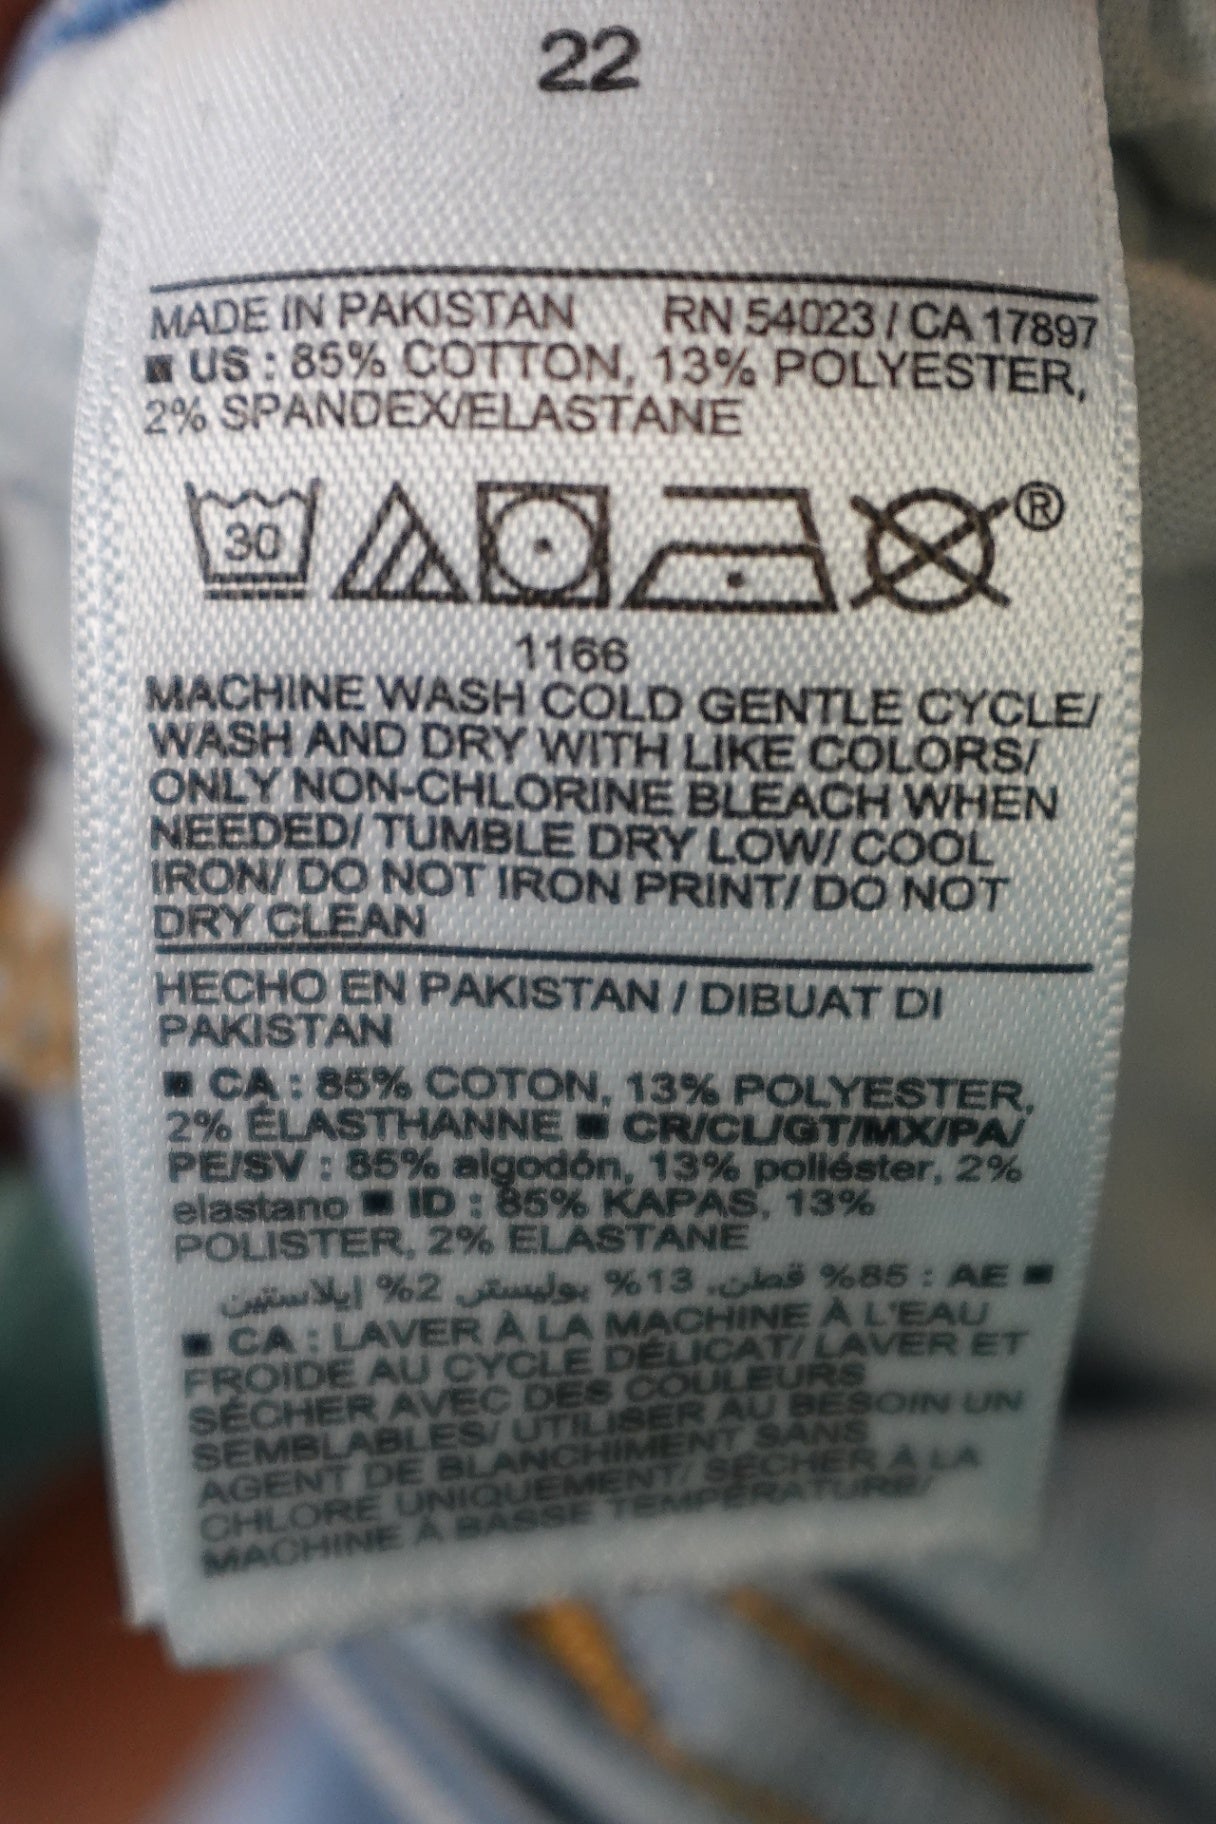 22
MADE IN PAKISTAN RN 54023 / CA 17897
■ US : 85% COTTON, 13% POLYESTER,
2% SPANDEX/ELASTANE
30
®
1166
MACHINE WASH COLD GENTLE CYCLE/
WASH AND DRY WITH LIKE COLORS/
ONLY NON-CHLORINE BLEACH WHEN
NEEDED/ TUMBLE DRY LOW/ COOL
IRON/ DO NOT IRON PRINT/ DO NOT
DRY CLEAN
HECHO EN PAKISTAN / DIBUAT DI
PAKISTAN
■ CA : 85% COTON, 13% POLYESTER,
2% ÉLASTHANNE ■ CR/CL/GT/MX/PA/
PE/SV : 85% algodón, 13% poliéster, 2%
elastano ■ ID : 85% KAPAS, 13%
POLISTER, 2% ELASTANE
■ AE : 85% قطن, 13% بوليستر, 2% إيلاستين
■ CA : LAVER À LA MACHINE À L'EAU
FROIDE AU CYCLE DÉLICAT/ LAVER ET
SÉCHER AVEC DES COULEURS
SEMBLABLES/ UTILISER AU BESOIN UN
AGENT DE BLANCHIMENT SANS
CHLORE UNIQUEMENT/ SÉCHER À LA
MACHINE À BASSE TEMPÉRATURE/